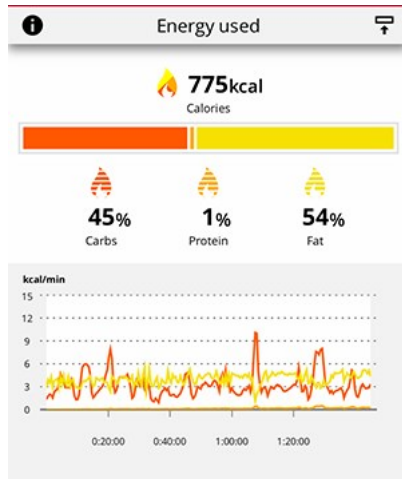 Energy used
775kcal
Calories
45% 1% 54%
Carbs Protein Fat
kcal/min
15
12
9
6
3
0
0:20:00 0:40:00 1:00:00 1:20:00